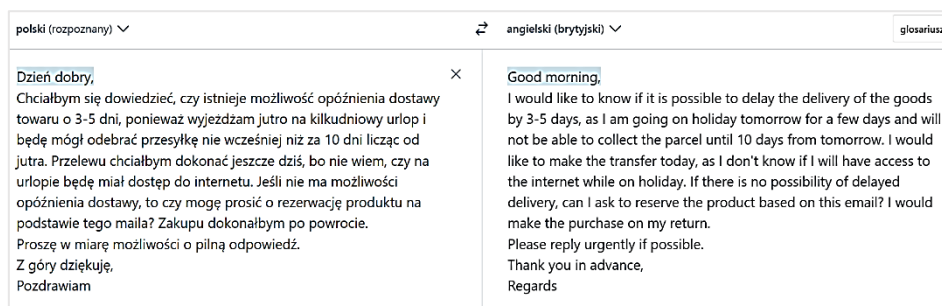 polski (rozpoznany)
angielski (brytyjski)
glosariusz
Dzień dobry,
Chciałbym się dowiedzieć, czy istnieje możliwość opóźnienia dostawy
towaru o 3-5 dni, ponieważ wyjeżdżam jutro na kilkudniowy urlop i
będę mógł odebrać przesyłkę nie wcześniej niż za 10 dni licząc od
jutra. Przelewu chciałbym dokonać jeszcze dziś, bo nie wiem, czy na
urlopie będę miał dostęp do internetu. Jeśli nie ma możliwości
opóźnienia dostawy, to czy mogę prosić o rezerwację produktu na
podstawie tego maila? Zakupu dokonałbym po powrocie.
Proszę w miarę możliwości o pilną odpowiedź.
Z góry dziękuję,
Pozdrawiam
Good morning,
I would like to know if it is possible to delay the delivery of the goods
by 3-5 days, as I am going on holiday tomorrow for a few days and will
not be able to collect the parcel until 10 days from tomorrow. I would
like to make the transfer today, as I don't know if I will have access to
the internet while on holiday. If there is no possibility of delayed
delivery, can I ask to reserve the product based on this email? I would
make the purchase on my return.
Please reply urgently if possible.
Thank you in advance,
Regards